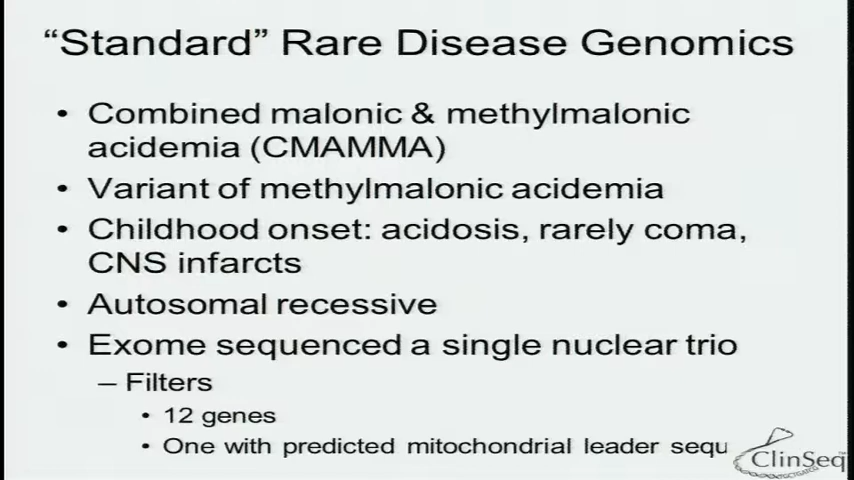 “Standard” Rare Disease Genomics
• Combined malonic & methylmalonic
acidemia (CMAMMA)
• Variant of methylmalonic acidemia
• Childhood onset: acidosis, rarely coma,
CNS infarcts
• Autosomal recessive
• Exome sequenced a single nuclear trio
– Filters
• 12 genes
• One with predicted mitochondrial leader sequ
ClinSeq